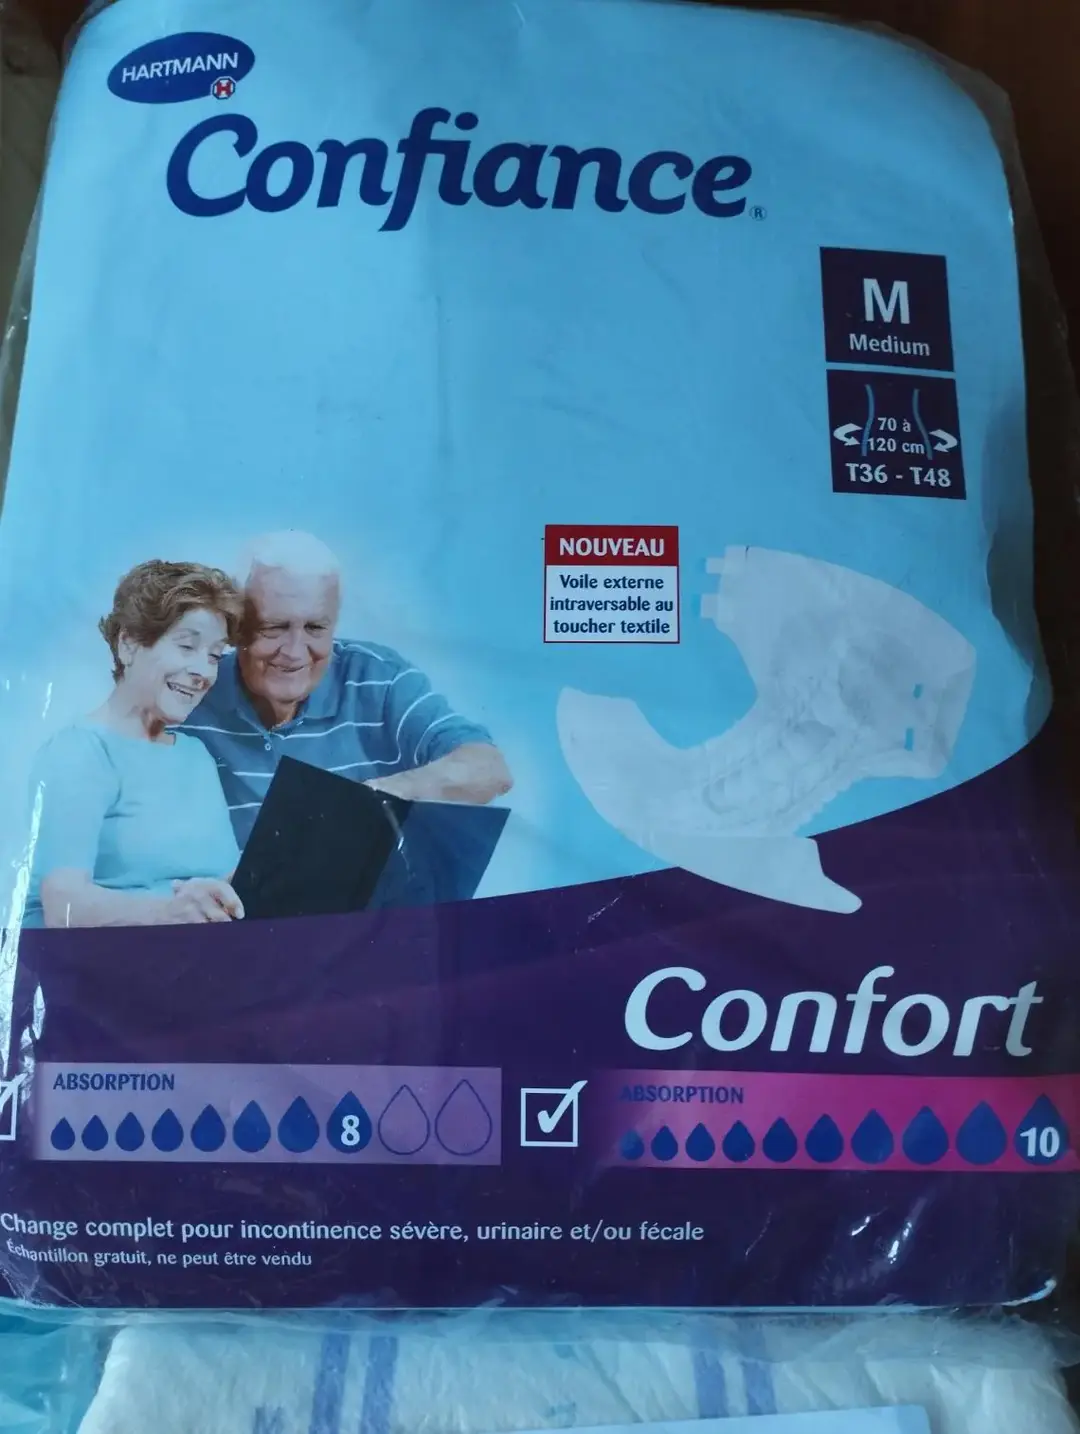 HARTMANN
H
Confiance®
M
Medium
70 à
120 cm
T36 - T48
NOUVEAU
Voile externe
intraversable au
toucher textile
Confort
ABSORPTION
8
ABSORPTION
10
Change complet pour incontinence sévère, urinaire et/ou fécale
Échantillon gratuit, ne peut être vendu
M